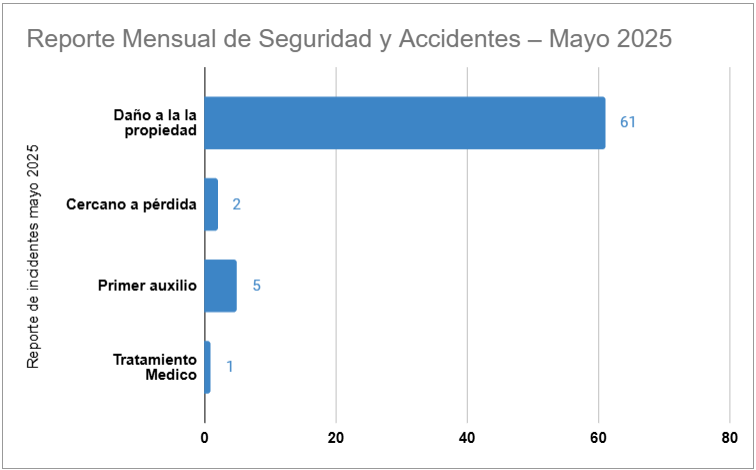 Reporte Mensual de Seguridad y Accidentes – Mayo 2025
Reporte de incidentes mayo 2025
Daño a la la
propiedad
61
Cercano a pérdida
2
Primer auxilio
5
Tratamiento
Medico
1
0 20 40 60 80